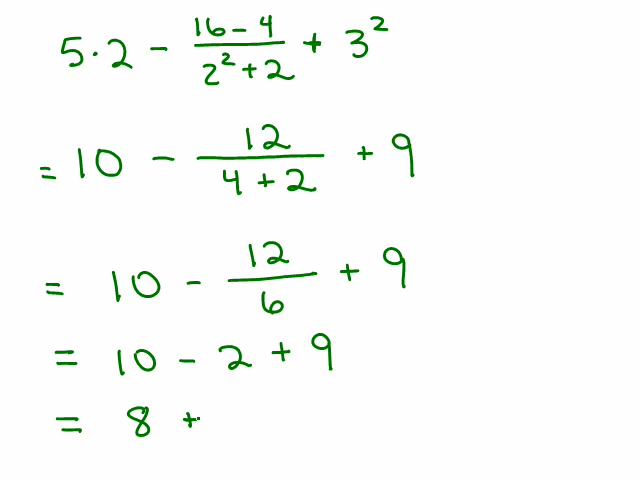 5 · 2 - (16 - 4)/(2² + 2) + 3²
= 10 - 12/(4 + 2) + 9
= 10 - 12/6 + 9
= 10 - 2 + 9
= 8 +